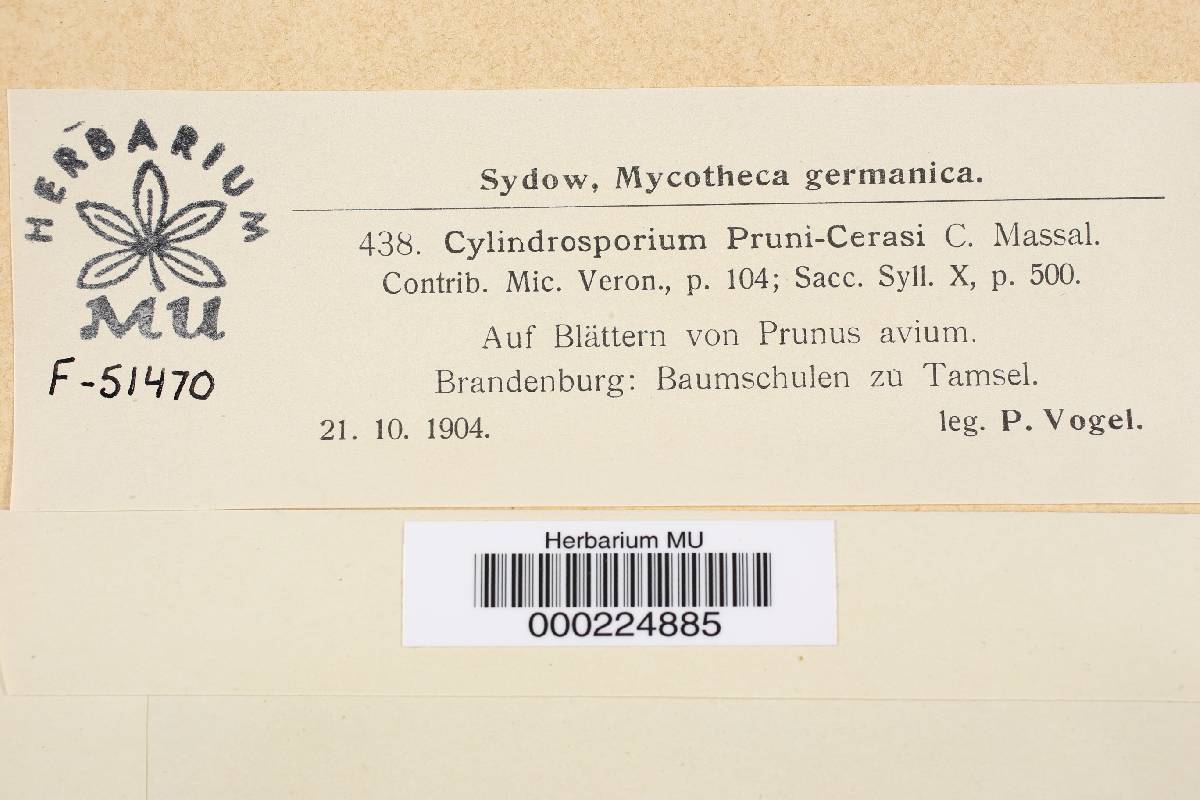 HERBARIUM
MU
F-51470
Sydow, Mycotheca germanica.
438. Cylindrosporium Pruni-Cerasi C. Massal.
Contrib. Mic. Veron., p. 104; Sacc. Syll. X, p. 500.
Auf Blättern von Prunus avium.
Brandenburg: Baumschulen zu Tamsel.
21. 10. 1904. leg. P. Vogel.
Herbarium MU
000224885